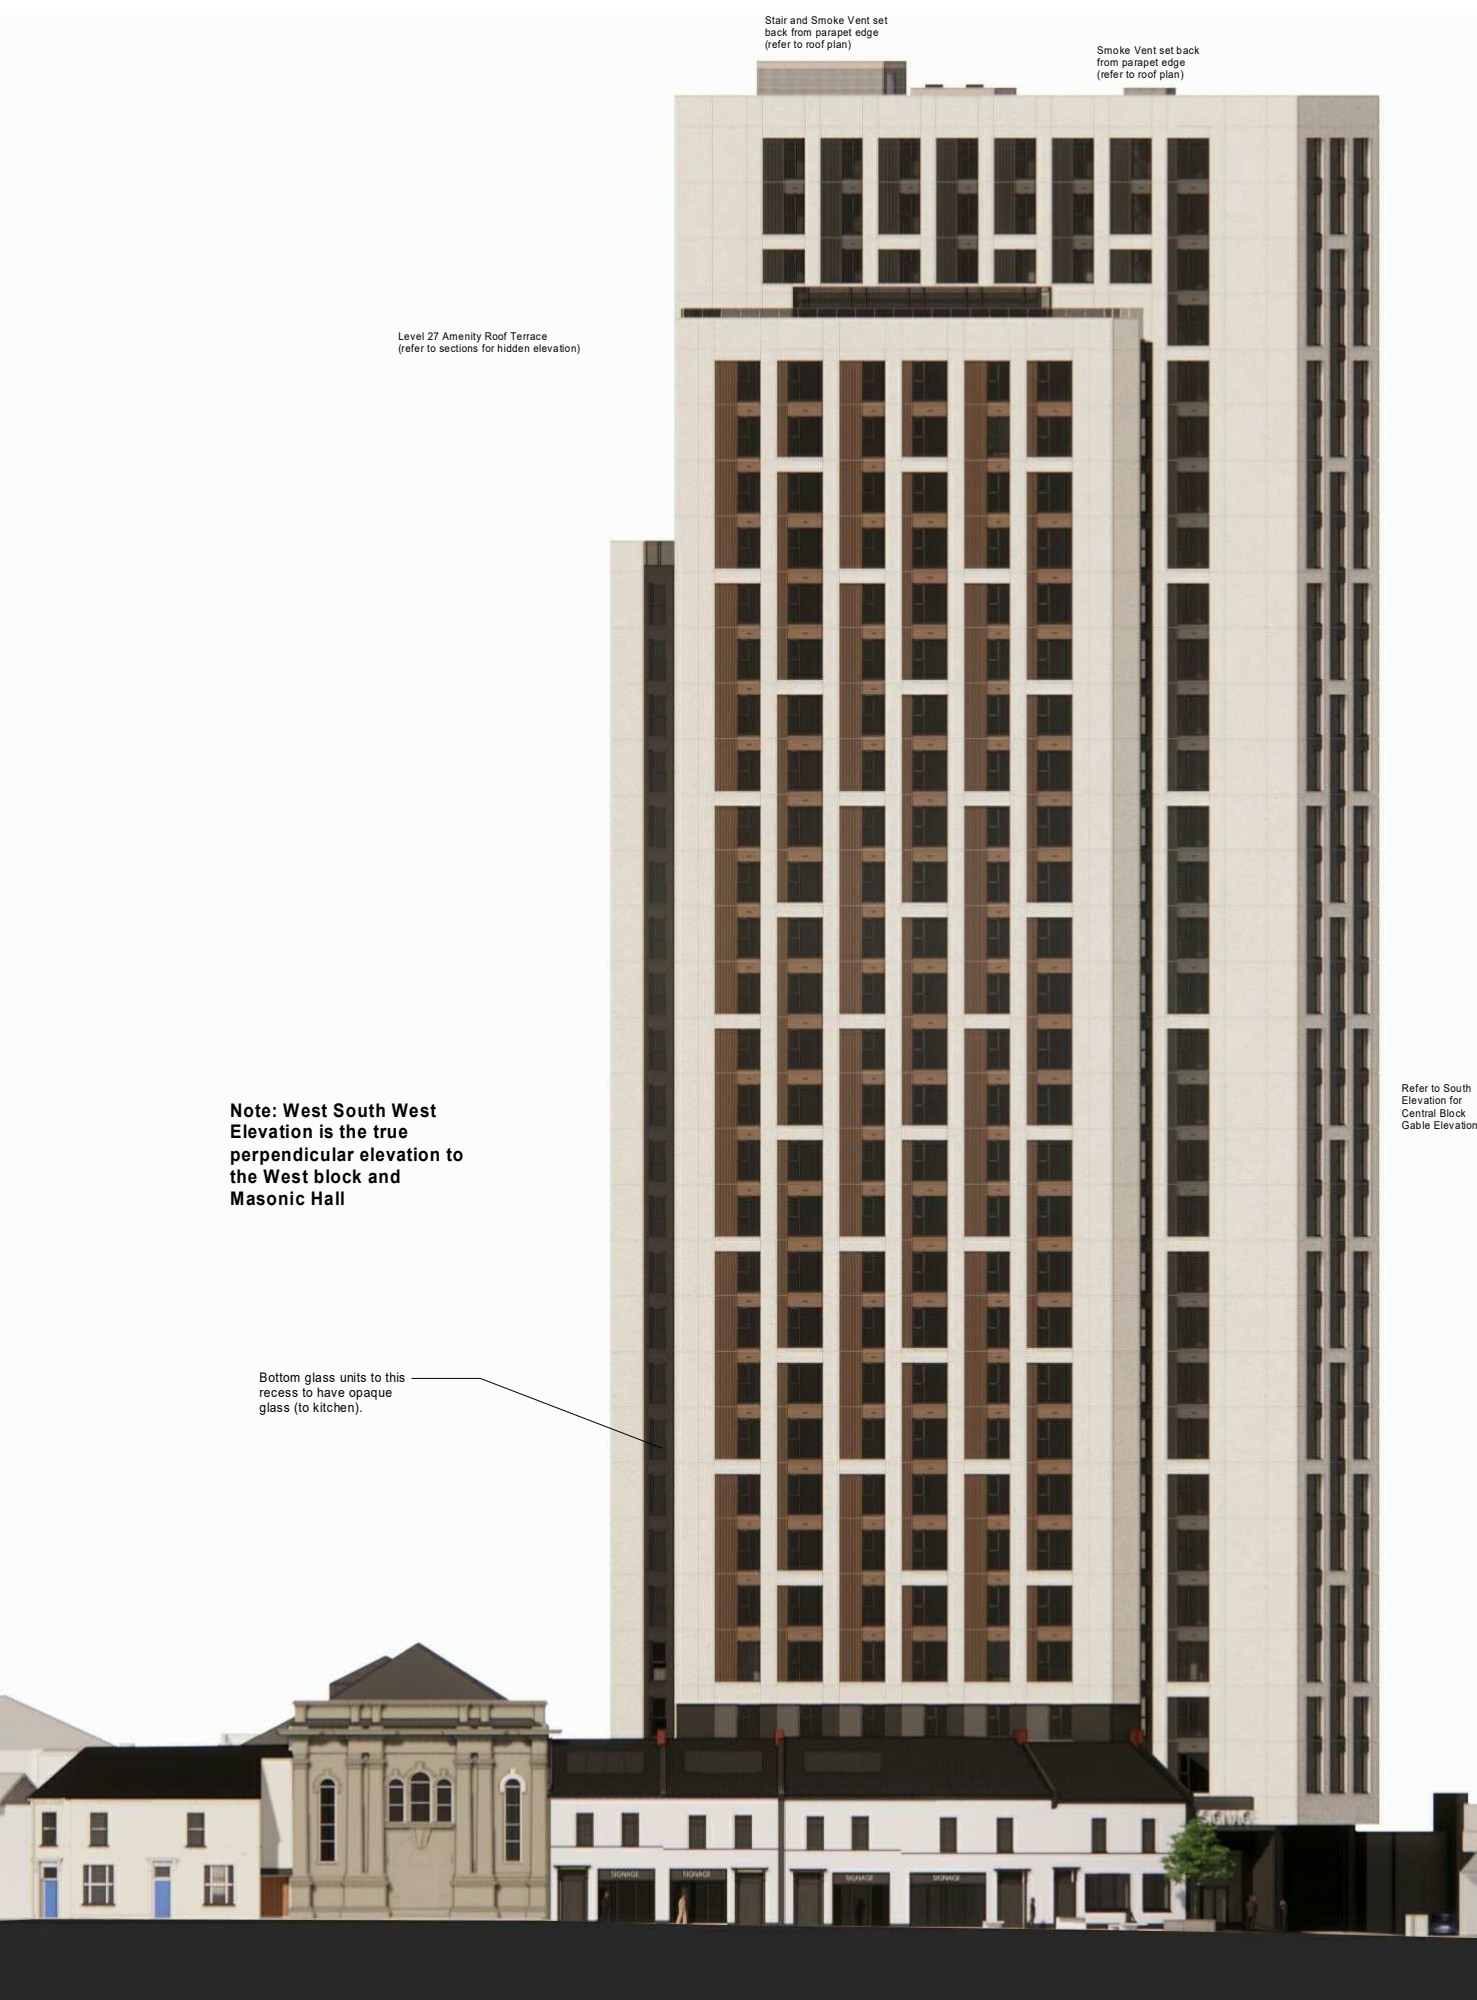 Stair and Smoke Vent set
back from parapet edge
(refer to roof plan)
Smoke Vent set back
from parapet edge
(refer to roof plan)
Level 27 Amenity Roof Terrace
(refer to sections for hidden elevation)
Refer to South
Elevation for
Central Block
Gable Elevation
Note: West South West
Elevation is the true
perpendicular elevation to
the West block and
Masonic Hall
Bottom glass units to this
recess to have opaque
glass (to kitchen).
SIGNAGE
SIGNAGE
SIGNAGE
SIGNAGE